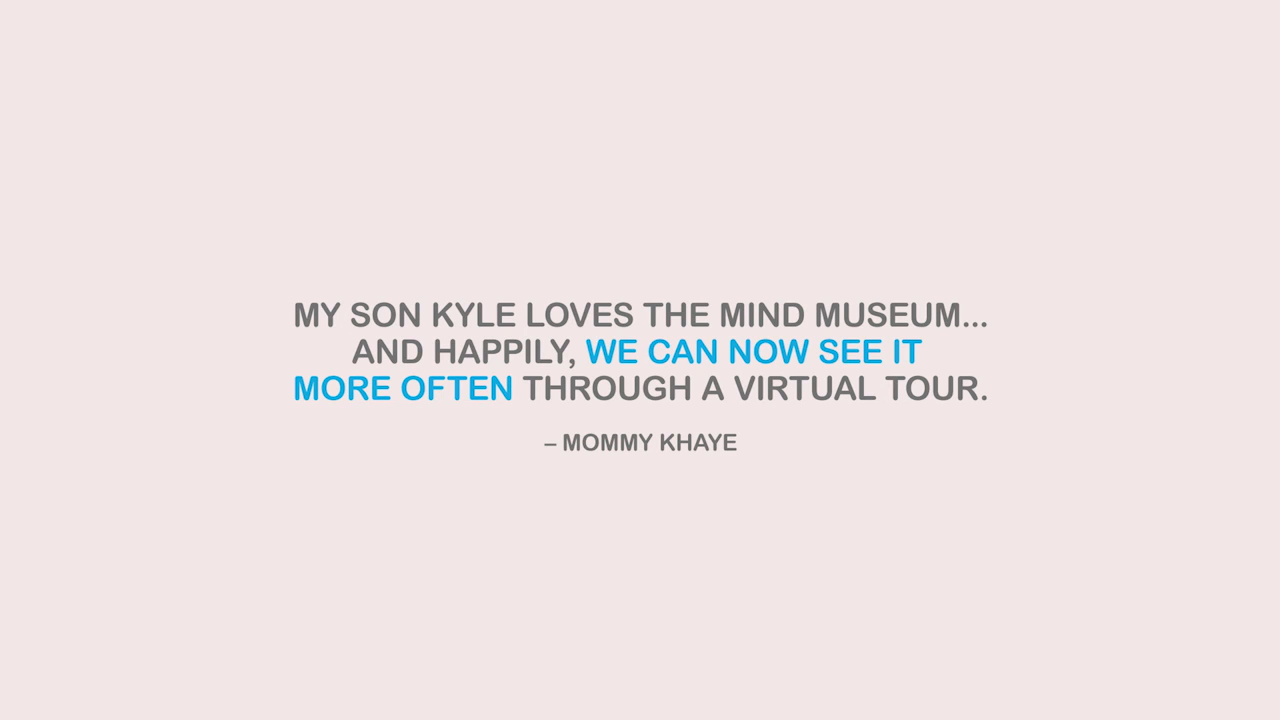 MY SON KYLE LOVES THE MIND MUSEUM...
AND HAPPILY, WE CAN NOW SEE IT
MORE OFTEN THROUGH A VIRTUAL TOUR.
– MOMMY KHAYE